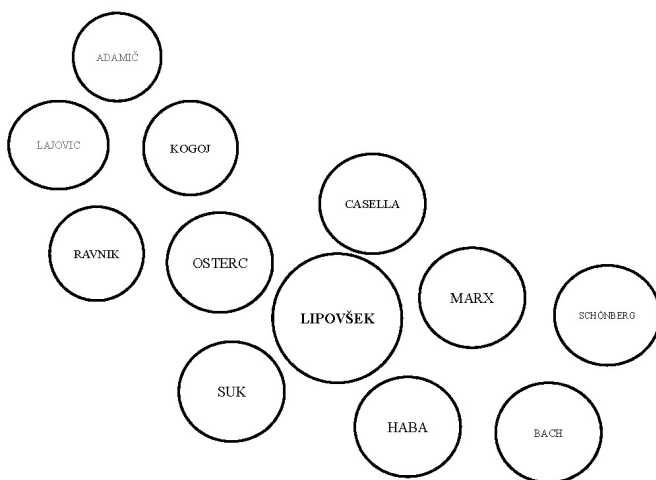 ADAMIČ
LAJOVIC
KOGOJ
CASELLA
RAVNIK
OSTERC
MARX
LIPOVŠEK
SCHÖNBERG
SUK
HABA
BACH